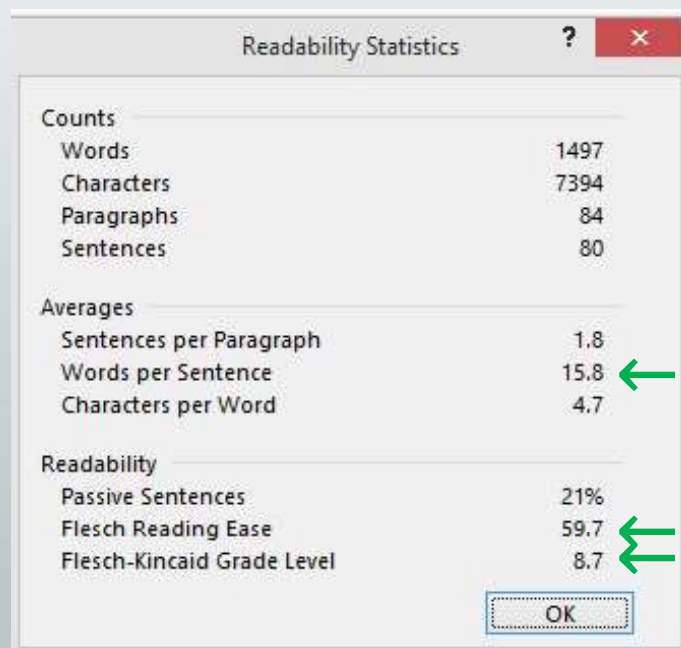 Readability Statistics ? ×
Counts
Words 1497
Characters 7394
Paragraphs 84
Sentences 80
Averages
Sentences per Paragraph 1.8
Words per Sentence 15.8
Characters per Word 4.7
Readability
Passive Sentences 21%
Flesch Reading Ease 59.7
Flesch-Kincaid Grade Level 8.7
OK